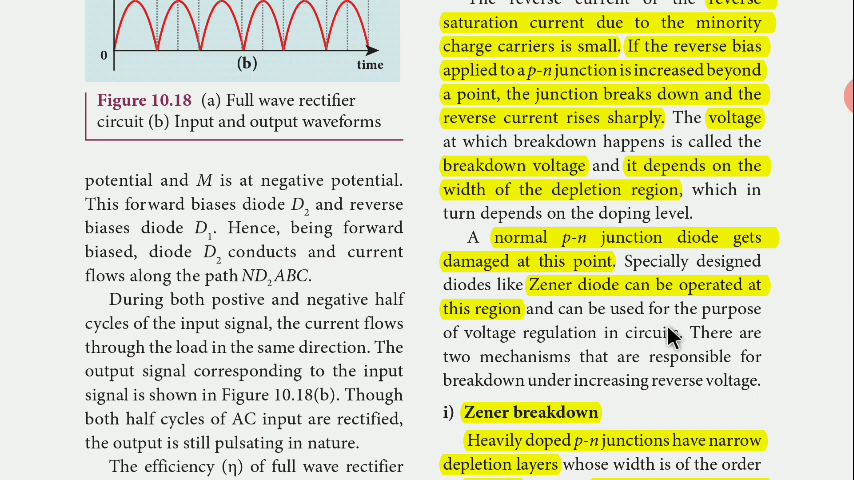 0
(b)
time
Figure 10.18 (a) Full wave rectifier
circuit (b) Input and output waveforms
potential and M is at negative potential.
This forward biases diode D2 and reverse
biases diode D1. Hence, being forward
biased, diode D2 conducts and current
flows along the path ND2ABC.
During both postive and negative half
cycles of the input signal, the current flows
through the load in the same direction. The
output signal corresponding to the input
signal is shown in Figure 10.18(b). Though
both half cycles of AC input are rectified,
the output is still pulsating in nature.
The efficiency (η) of full wave rectifier
The reverse current or the reverse
saturation current due to the minority
charge carriers is small. If the reverse bias
applied to a p-n junction is increased beyond
a point, the junction breaks down and the
reverse current rises sharply. The voltage
at which breakdown happens is called the
breakdown voltage and it depends on the
width of the depletion region, which in
turn depends on the doping level.
A normal p-n junction diode gets
damaged at this point. Specially designed
diodes like Zener diode can be operated at
this region and can be used for the purpose
of voltage regulation in circuits. There are
two mechanisms that are responsible for
breakdown under increasing reverse voltage.
i) Zener breakdown
Heavily doped p-n junctions have narrow
depletion layers whose width is of the order